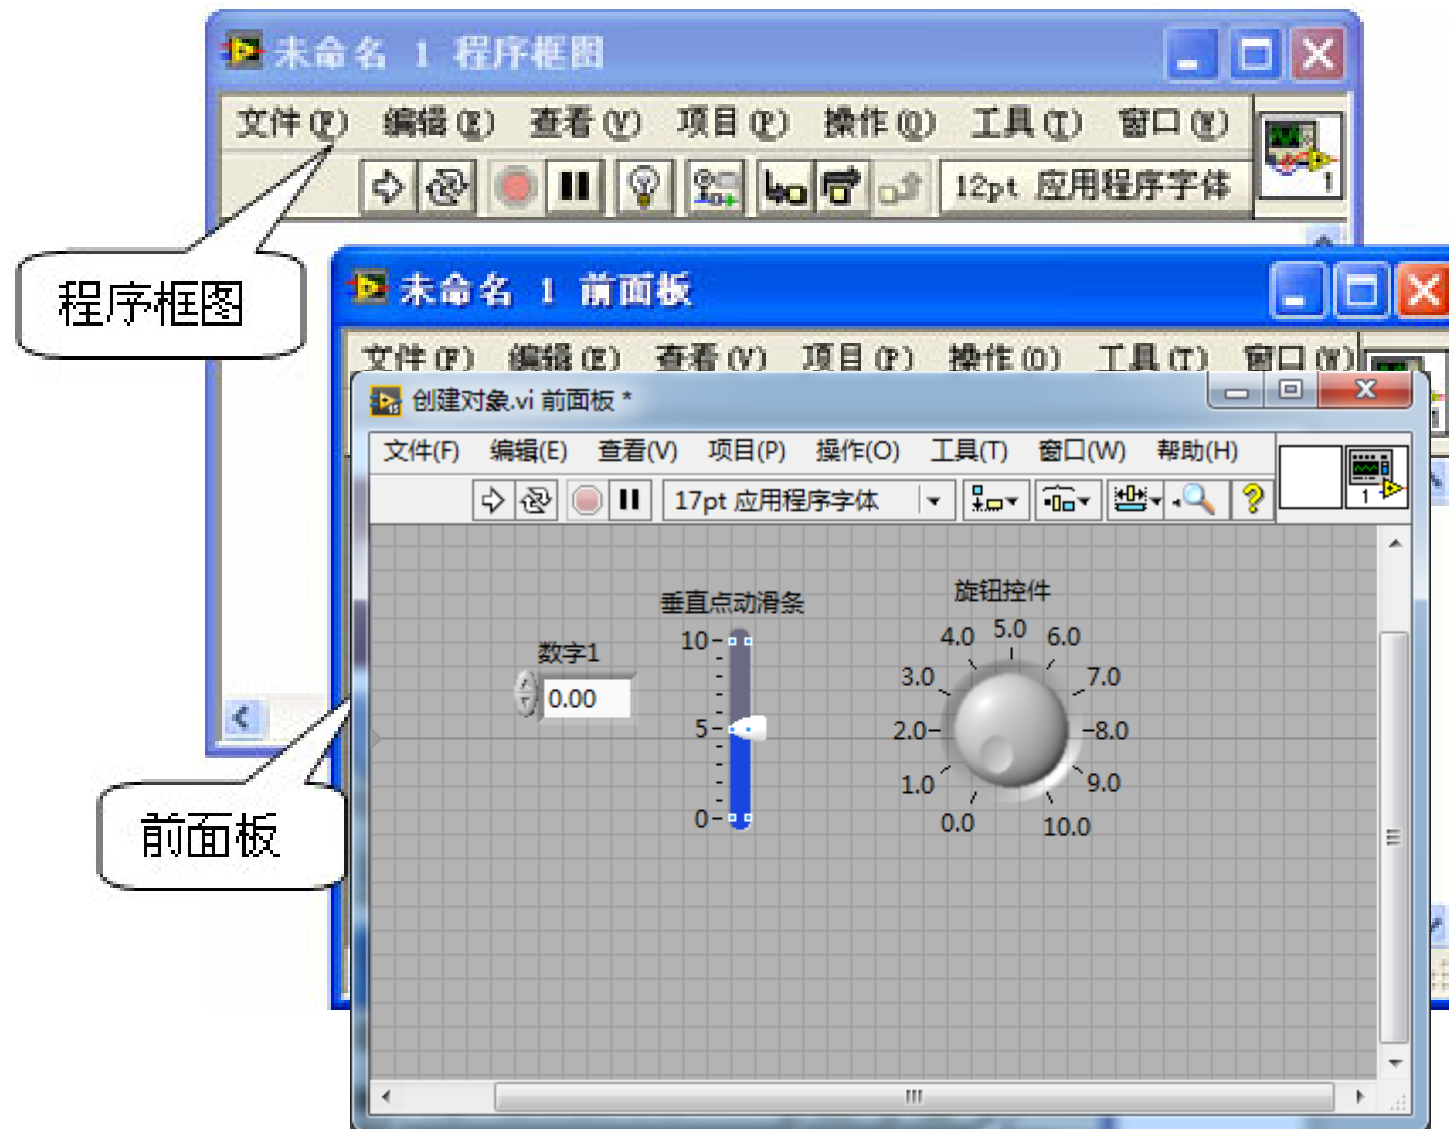 未命名 1 程序框图
文件(F) 编辑(E) 查看(V) 项目(P) 操作(O) 工具(T) 窗口(W)
12pt 应用程序字体
1
程序框图
未命名 1 前面板
文件(F) 编辑(E) 查看(V) 项目(P) 操作(O) 工具(T) 窗口(W)
创建对象.vi 前面板 *
文件(F) 编辑(E) 查看(V) 项目(P) 操作(O) 工具(T) 窗口(W) 帮助(H)
17pt 应用程序字体
1
垂直点动滑条
10
5
0
数字1
0.00
旋钮控件
4.0 5.0 6.0
3.0 7.0
2.0 8.0
1.0 9.0
0.0 10.0
前面板